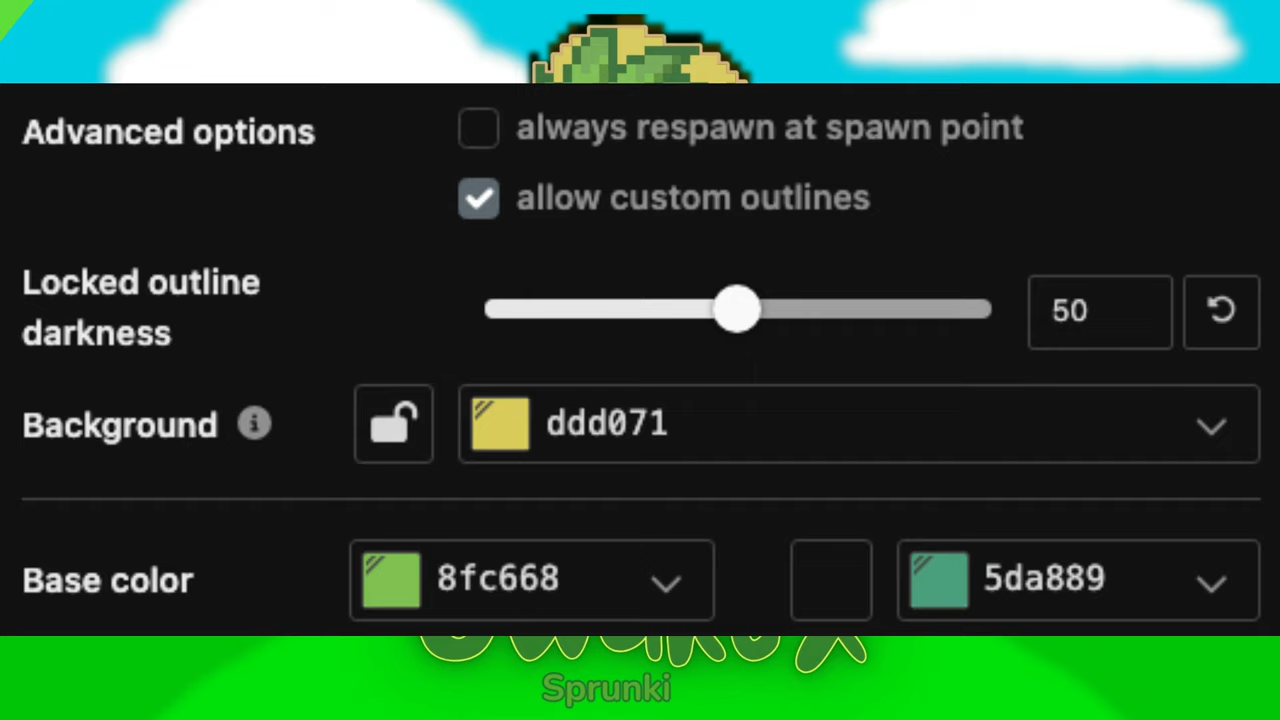 Advanced options
always respawn at spawn point
allow custom outlines
Locked outline
darkness
50
Background
ddd071
Base color
8fc668
5da889
Sprunki